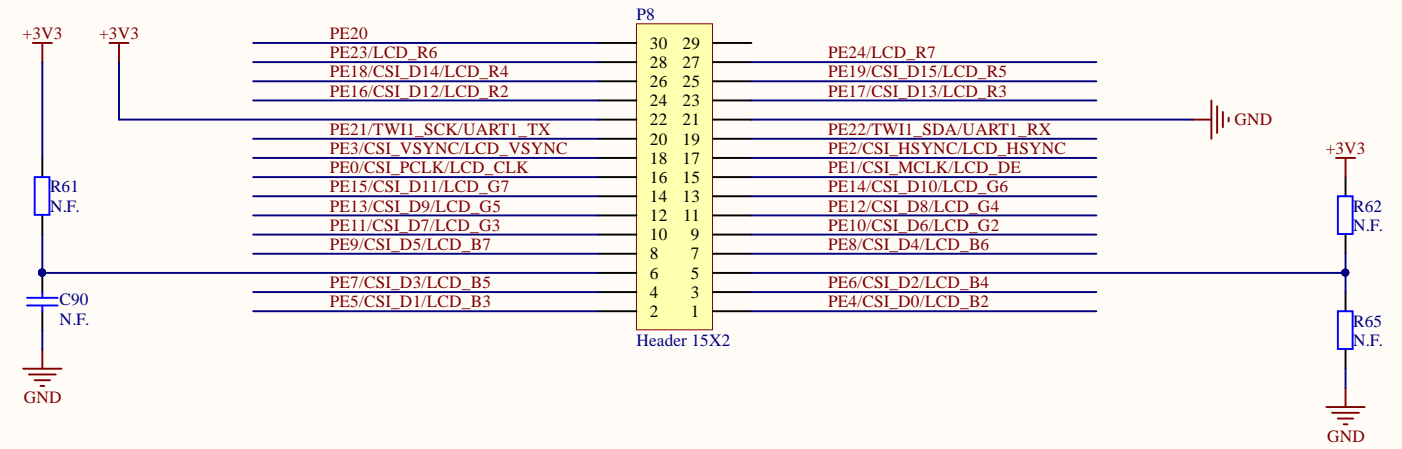 P8
+3V3 +3V3
PE20 30 29
PE23/LCD_R6 28 27 PE24/LCD_R7
PE18/CSI_D14/LCD_R4 26 25 PE19/CSI_D15/LCD_R5
PE16/CSI_D12/LCD_R2 24 23 PE17/CSI_D13/LCD_R3
22 21 GND
PE21/TWI1_SCK/UART1_TX 20 19 PE22/TWI1_SDA/UART1_RX
PE3/CSI_VSYNC/LCD_VSYNC 18 17 PE2/CSI_HSYNC/LCD_HSYNC
+3V3
PE0/CSI_PCLK/LCD_CLK 16 15 PE1/CSI_MCLK/LCD_DE
R61 PE15/CSI_D11/LCD_G7 14 13 PE14/CSI_D10/LCD_G6
N.F. PE13/CSI_D9/LCD_G5 12 11 PE12/CSI_D8/LCD_G4 R62
PE11/CSI_D7/LCD_G3 10 9 PE10/CSI_D6/LCD_G2 N.F.
PE9/CSI_D5/LCD_B7 8 7 PE8/CSI_D4/LCD_B6
6 5
PE7/CSI_D3/LCD_B5 4 3 PE6/CSI_D2/LCD_B4
C90 PE5/CSI_D1/LCD_B3 2 1 PE4/CSI_D0/LCD_B2
N.F. R65
Header 15X2 N.F.
GND
GND